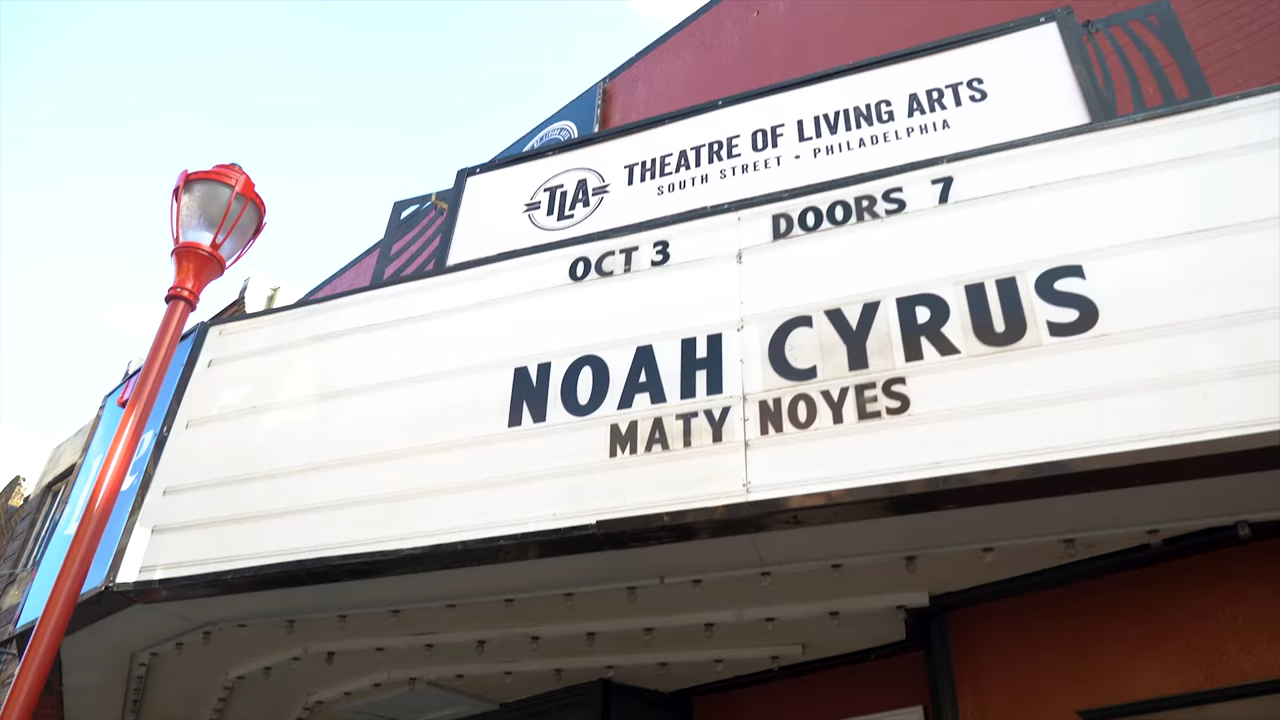 THEATRE OF LIVING ARTS
SOUTH STREET • PHILADELPHIA
TLA
OCT 3
DOORS 7
NOAH CYRUS
MATY NOYES